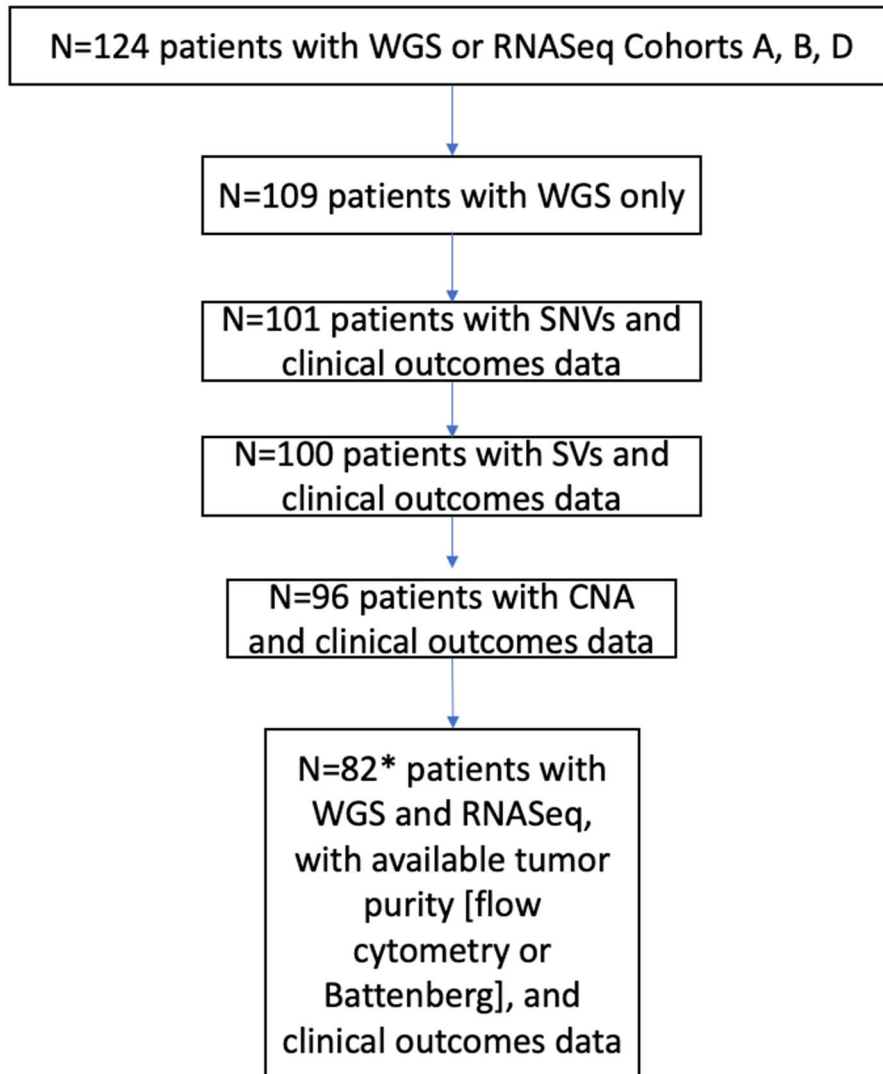 N=124 patients with WGS or RNASeq Cohorts A, B, D
N=109 patients with WGS only
N=101 patients with SNVs and
clinical outcomes data
N=100 patients with SVs and
clinical outcomes data
N=96 patients with CNA
and clinical outcomes data
N=82* patients with
WGS and RNASeq,
with available tumor
purity [flow
cytometry or
Battenberg], and
clinical outcomes data